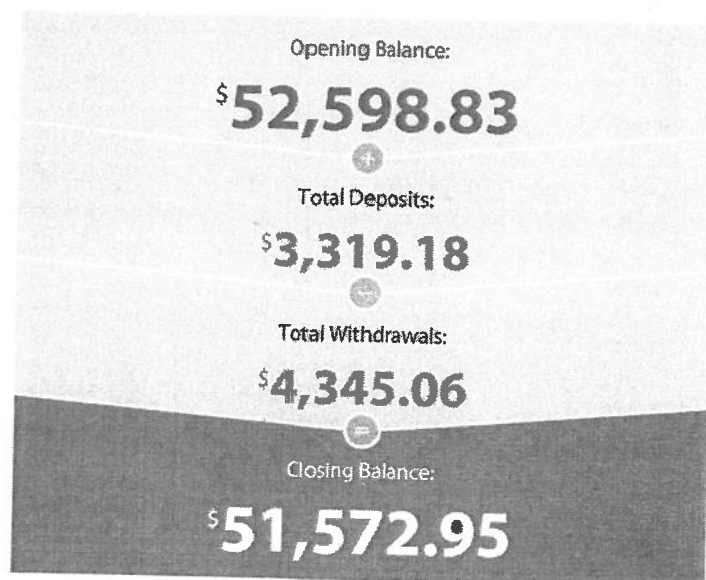 Opening Balance:
$52,598.83
+
Total Deposits:
$3,319.18
-
Total Withdrawals:
$4,345.06
=
Closing Balance:
$51,572.95